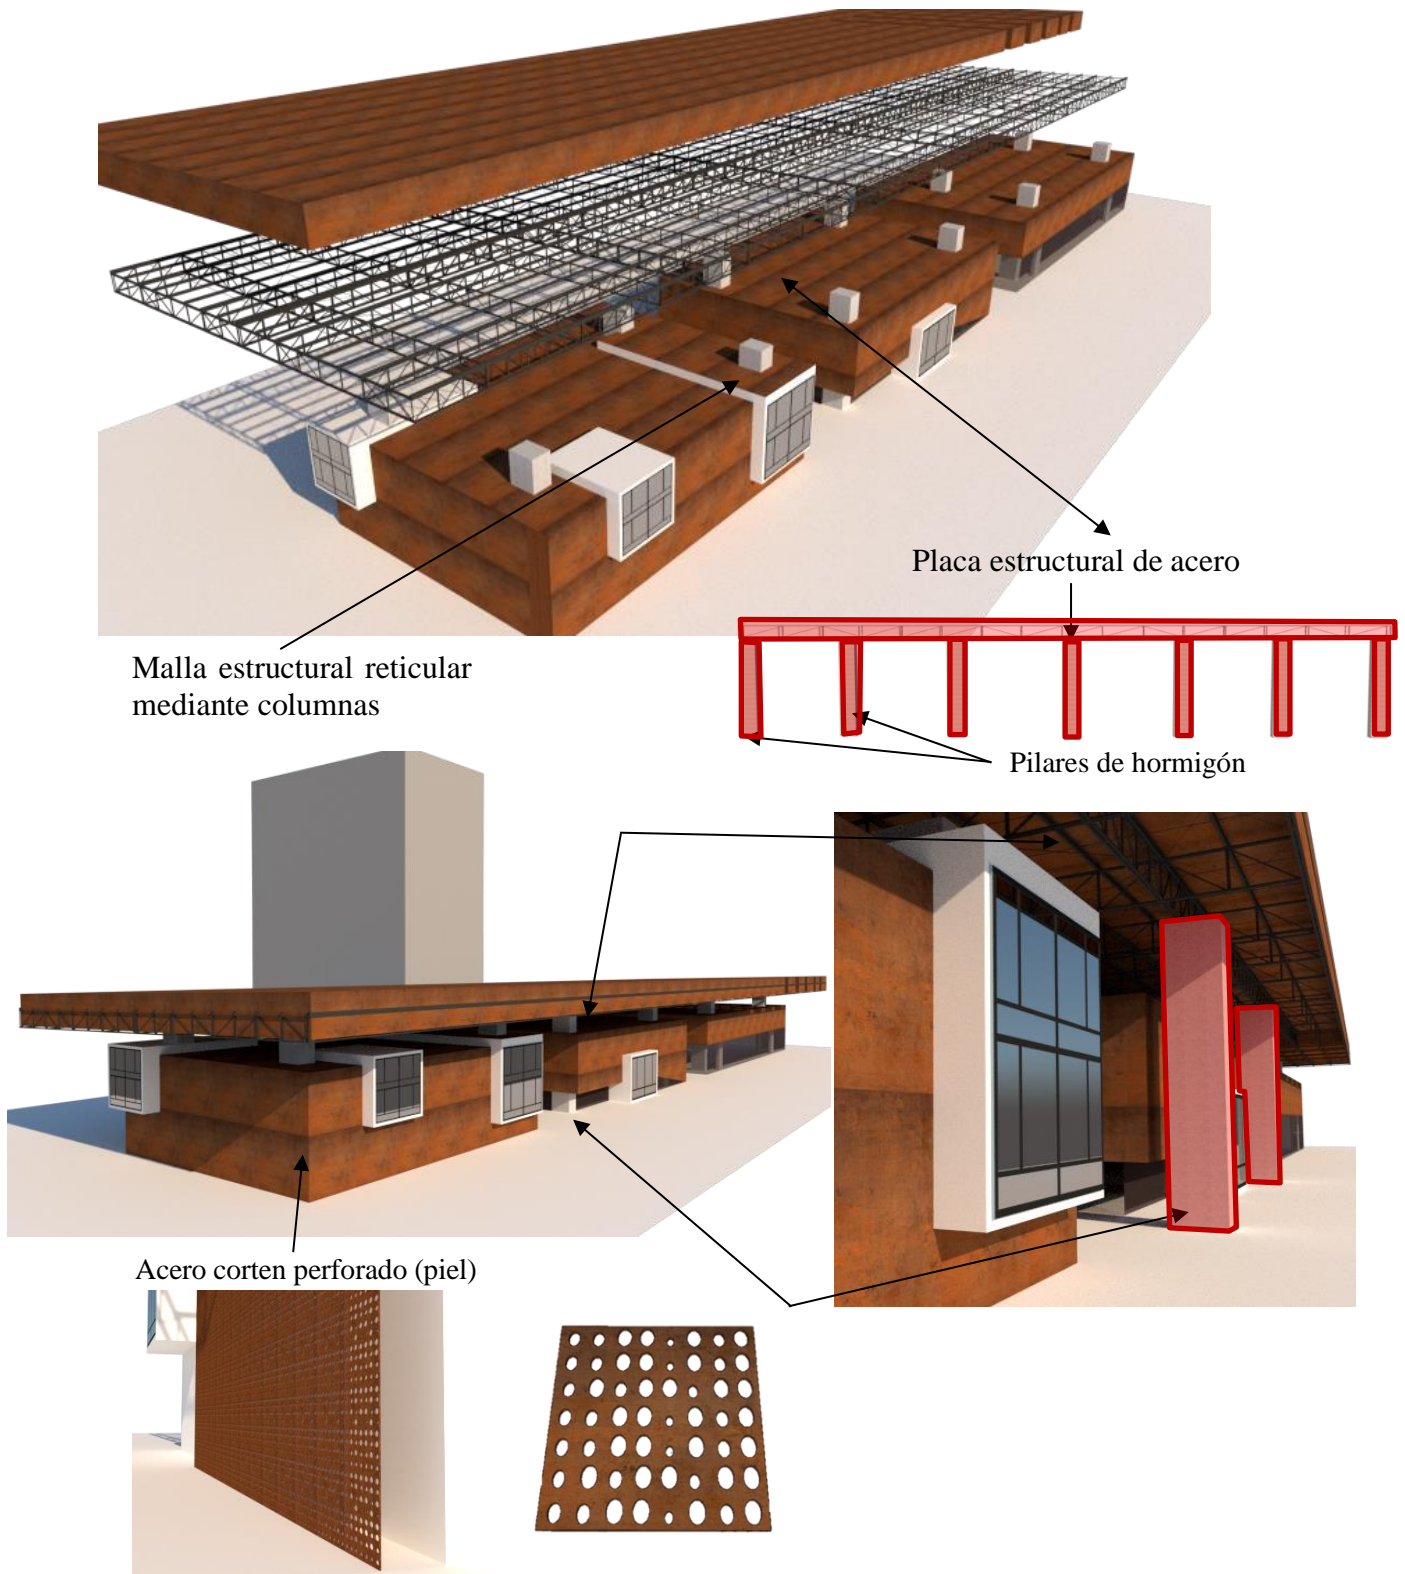 Placa estructural de acero
Malla estructural reticular
mediante columnas
Pilares de hormigón
Acero corten perforado (piel)